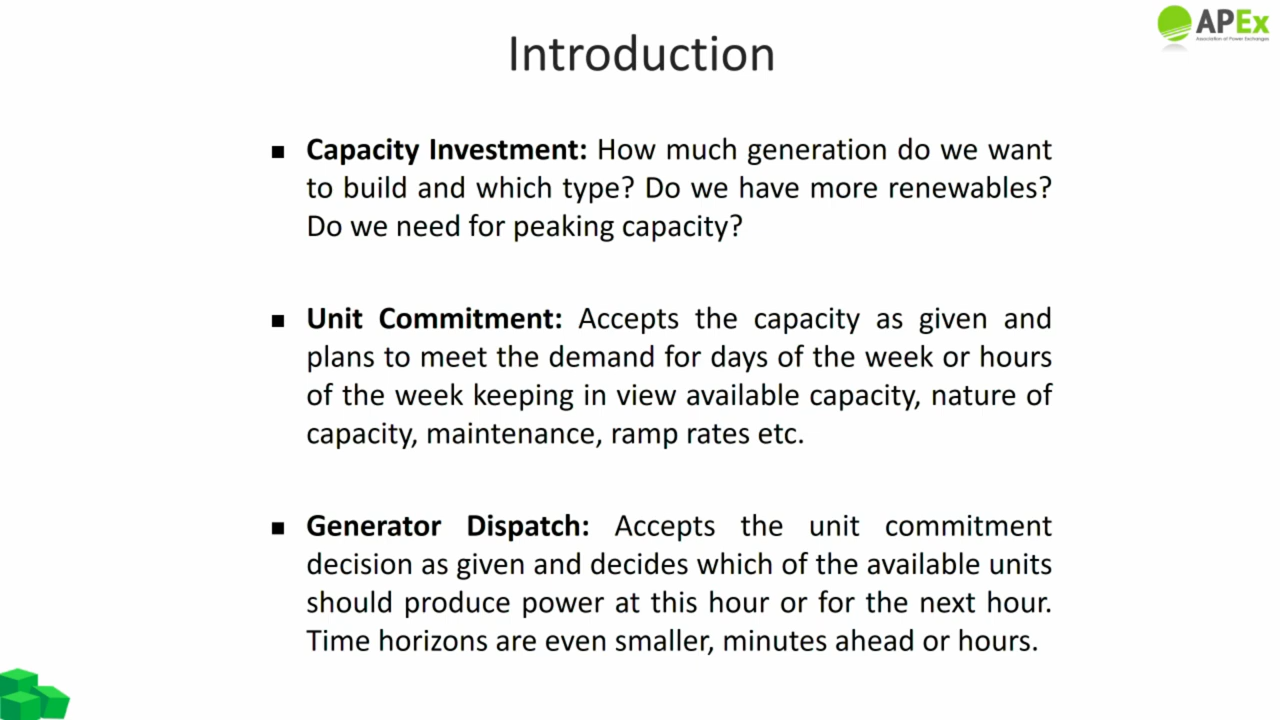 APEx
Association of Power Exchanges
Introduction
▪ Capacity Investment: How much generation do we want
to build and which type? Do we have more renewables?
Do we need for peaking capacity?
▪ Unit Commitment: Accepts the capacity as given and
plans to meet the demand for days of the week or hours
of the week keeping in view available capacity, nature of
capacity, maintenance, ramp rates etc.
▪ Generator Dispatch: Accepts the unit commitment
decision as given and decides which of the available units
should produce power at this hour or for the next hour.
Time horizons are even smaller, minutes ahead or hours.